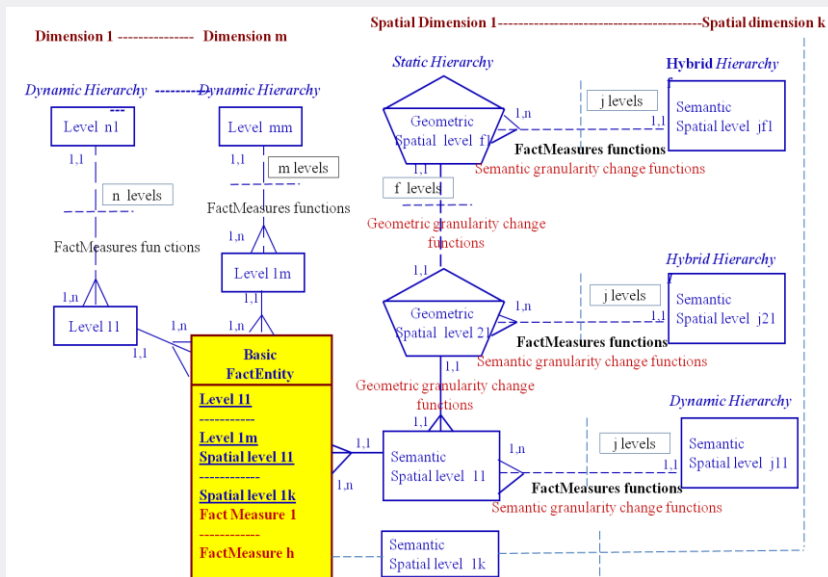 Spatial Dimension 1----------------------------------------Spatial dimension k
Dimension 1 --------------- Dimension m
Static Hierarchy
Hybrid Hierarchy
Dynamic Hierarchy ----------Dynamic Hierarchy
j levels
Semantic
Spatial level jf1
1,n
1,1
Geometric
Spatial level f1
Level n1
Level mm
FactMeasures functions
Semantic granularity change functions
1,1
1,1
m levels
1,1
f levels
n levels
FactMeasures functions
Geometric granularity change
functions
FactMeasures fun ctions
1,n
1,1
Hybrid Hierarchy
Level 1m
j levels
Semantic
Spatial level j21
1,n
1,1
Geometric
Spatial level 21
1,n
1,1
Level 11
1,n
1,n
1,1
FactMeasures functions
Semantic granularity change functions
Basic
FactEntity
1,1
Geometric granularity change
functions
Dynamic Hierarchy
Level 11
-----------
Level 1m
Spatial level 11
------------
Spatial level 1k
Fact Measure 1
------------
FactMeasure h
1,1
1,1
1,n
Semantic
Spatial level 11
1,n
j levels
1,1
Semantic
Spatial level j11
FactMeasures functions
Semantic granularity change functions
Semantic
Spatial level 1k